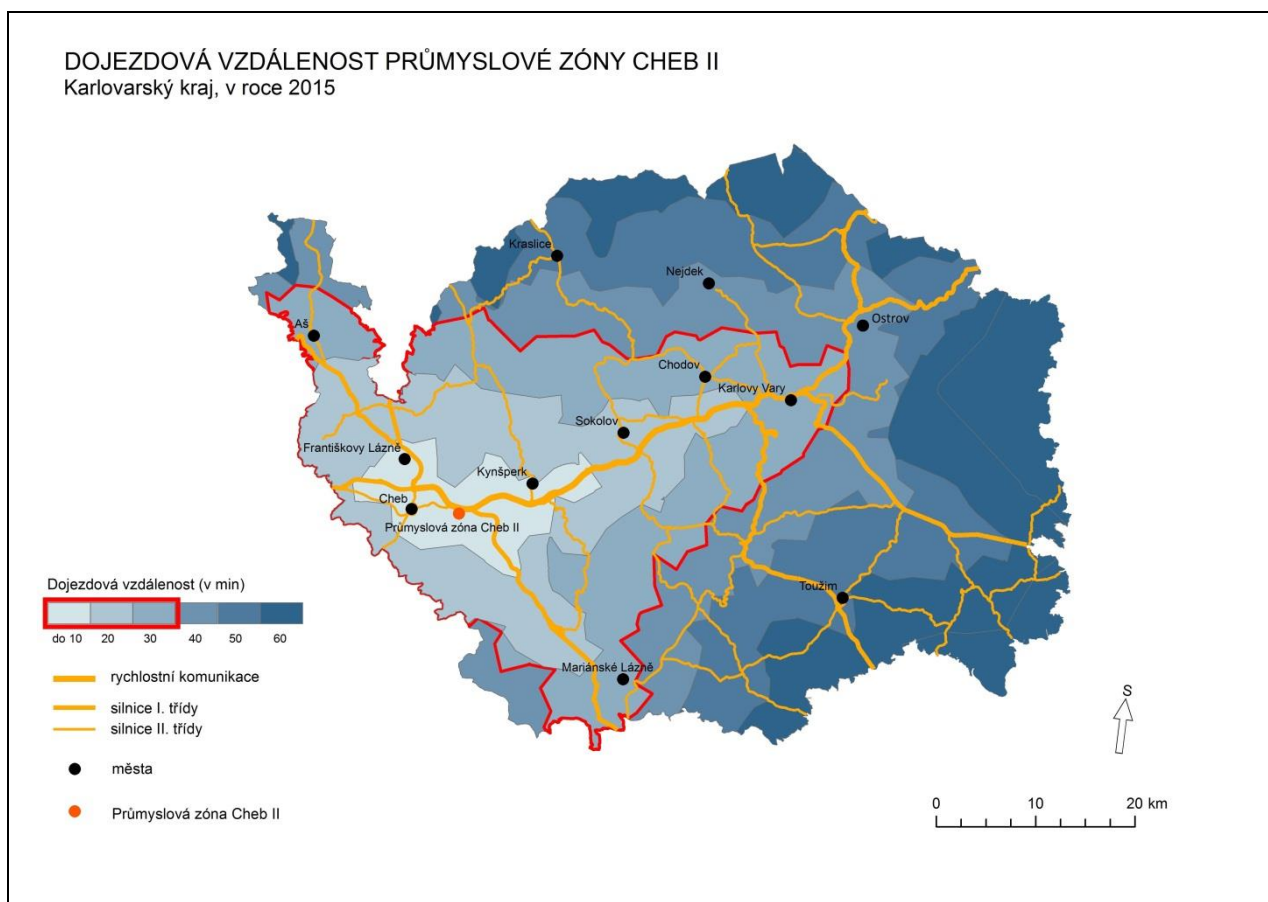 DOJEZDOVÁ VZDÁLENOST PRŮMYSLOVÉ ZÓNY CHEB II
Karlovarský kraj, v roce 2015
Kraslice
Nejdek
Aš
Ostrov
Chodov
Karlovy Vary
Sokolov
Františkovy Lázně
Kynšperk
Cheb
Průmyslová zóna Cheb II
Toužim
Mariánské Lázně
Dojezdová vzdálenost (v min)
do 10 20 30 40 50 60
rychlostní komunikace
silnice I. třídy
silnice II. třídy
města
Průmyslová zóna Cheb II
S
0 10 20 km